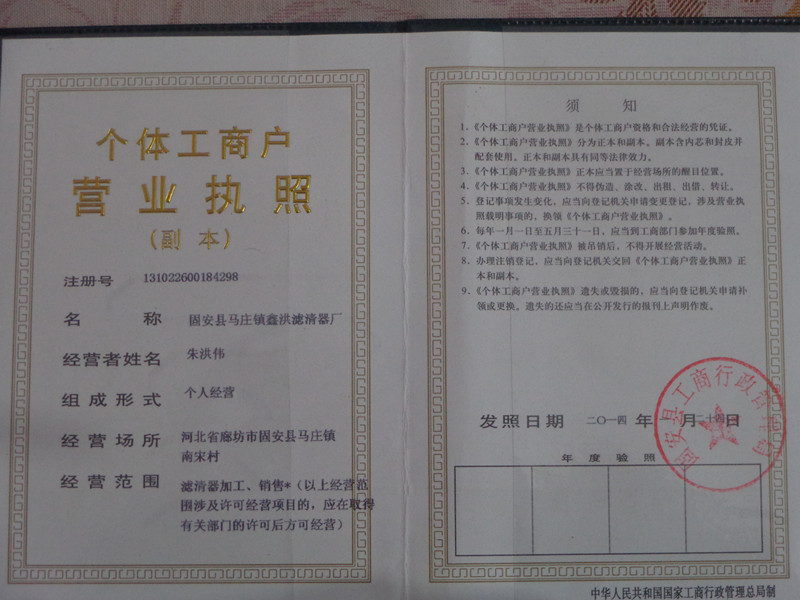 个体工商户
营业执照
(副本)
注册号 131022600184298
名称 固安县马庄镇鑫洪滤清器厂
经营者姓名 朱洪伟
组成形式 个人经营
经营场所 河北省廊坊市固安县马庄镇
南宋村
经营范围 滤清器加工、销售*(以上经营范
围涉及许可经营项目的,应在取得
有关部门的许可后方可经营)
须知
1、《个体工商户营业执照》是个体工商户资格和合法经营的凭证。
2、《个体工商户营业执照》分为正本和副本。副本含内芯和封皮并
配套使用。正本和副本具有同等法律效力。
3、《个体工商户营业执照》正本应当置于经营场所的醒目位置。
4、《个体工商户营业执照》不得伪造、涂改、出租、出借、转让。
5、登记事项发生变化,应当向登记机关申请变更登记,涉及营业执
照载明事项的,换领《个体工商户营业执照》。
6、每年一月一日至五月三十一日,应当到工商部门参加年度验照。
7、《个体工商户营业执照》被吊销后,不得开展经营活动。
8、办理注销登记,应当向登记机关交回《个体工商户营业执照》正
本和副本。
9、《个体工商户营业执照》遗失或毁损的,应当向登记机关申请补
领或更换。遗失的还应当在公开发行的报刊上声明作废。
固安县工商行政管理局
发照日期 二〇一四 年 月 二十四日
年度验照
中华人民共和国国家工商行政管理总局制